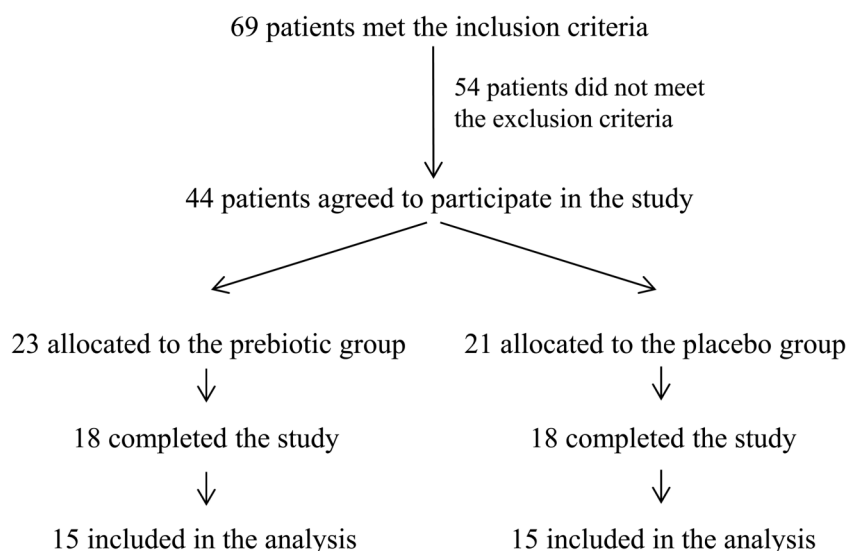 69 patients met the inclusion criteria
54 patients did not meet
the exclusion criteria
44 patients agreed to participate in the study
23 allocated to the prebiotic group
21 allocated to the placebo group
18 completed the study
18 completed the study
15 included in the analysis
15 included in the analysis